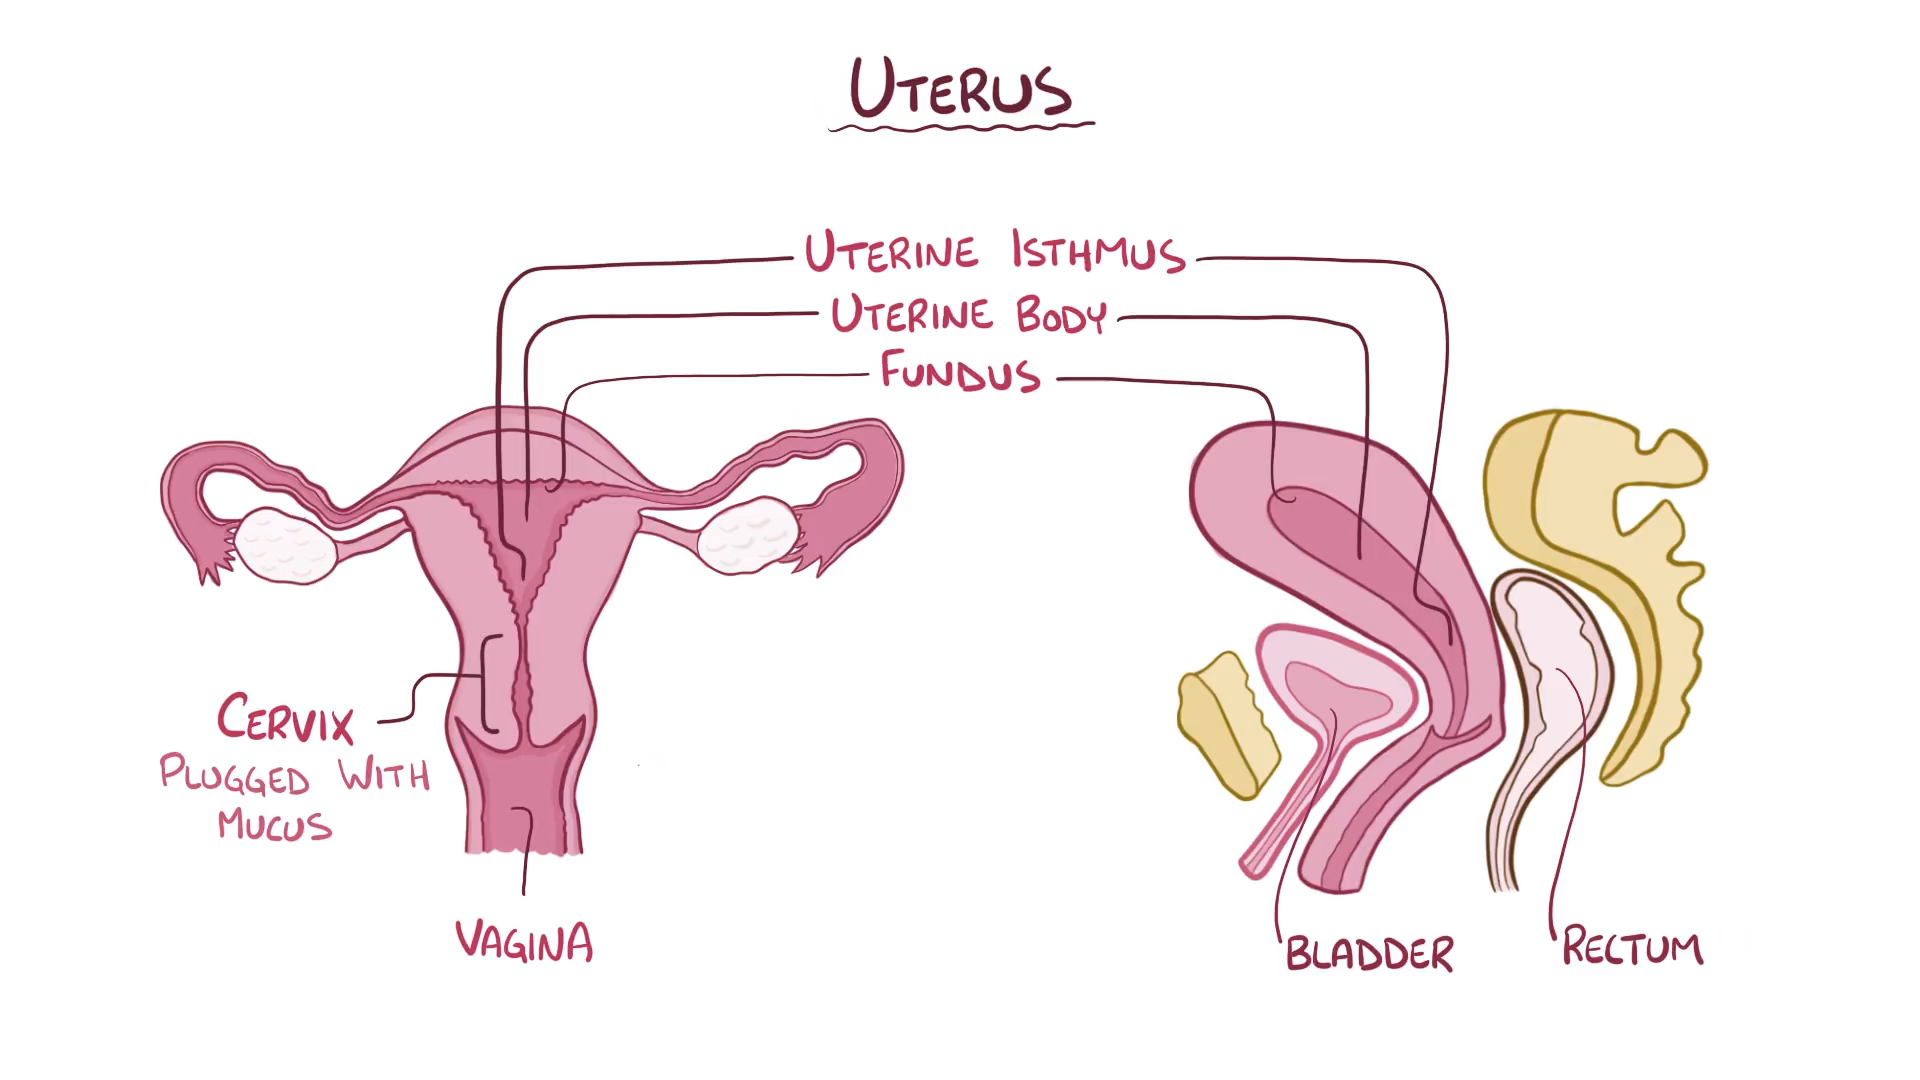 UTERUS
UTERINE ISTHMUS
UTERINE BODY
FUNDUS
CERVIX
PLUGGED WITH
MUCUS
VAGINA
BLADDER
RECTUM